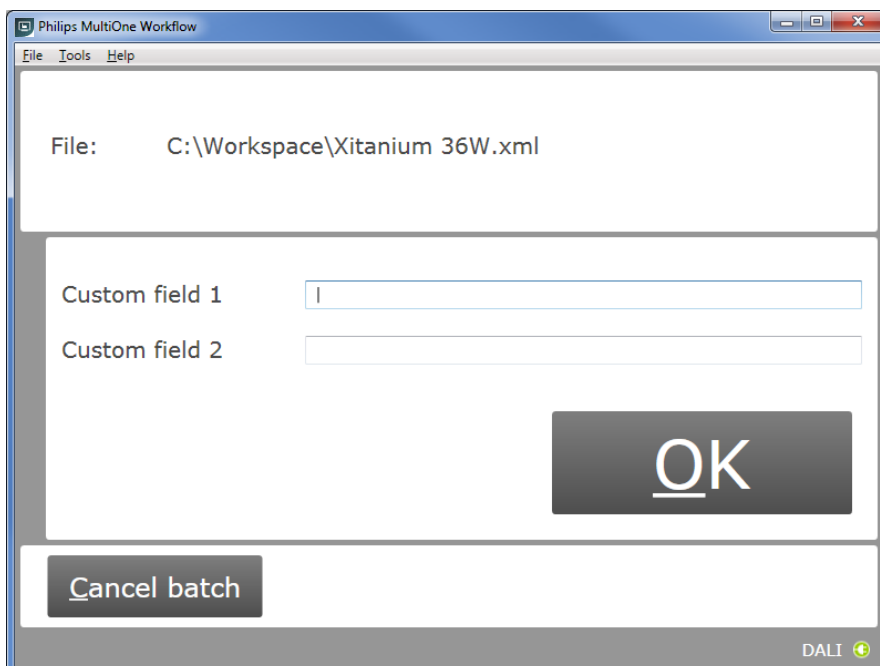 Philips MultiOne Workflow
File Tools Help
File: C:\Workspace\Xitanium 36W.xml
Custom field 1
Custom field 2
OK
Cancel batch
DALI